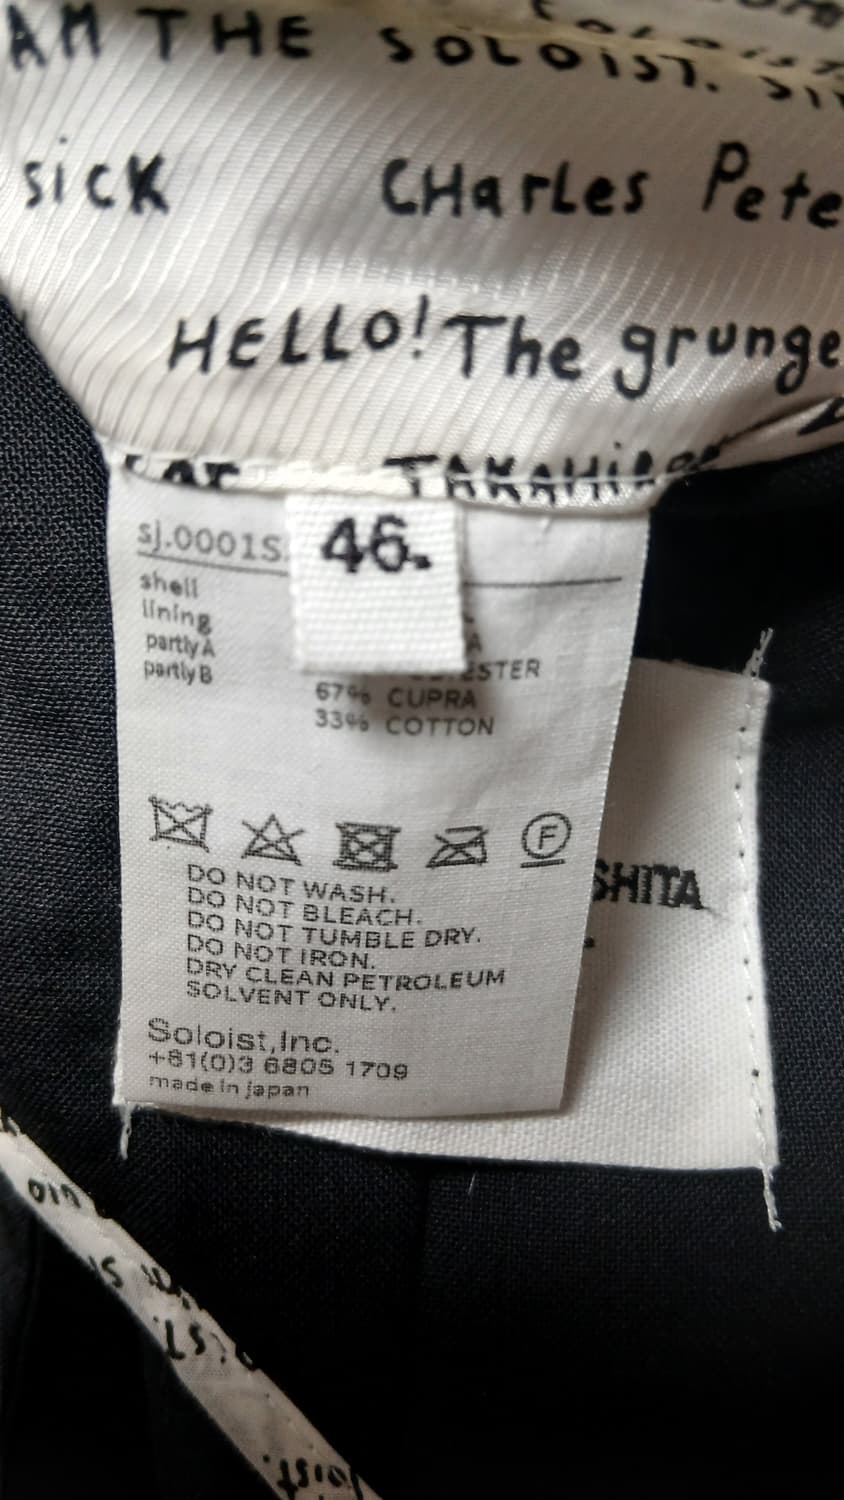 AM THE SOLOIST.
sick CHarles Pete
HELLO! The grunge
TAKAHIRO
46.
sj.0001S
shell
lining
partly A
partly B
ESTER
67% CUPRA
33% COTTON
F
DO NOT WASH.
DO NOT BLEACH.
DO NOT TUMBLE DRY.
DO NOT IRON.
DRY CLEAN PETROLEUM
SOLVENT ONLY.
SHITA
Soloist,Inc.
+81(0)3 6805 1709
made in japan